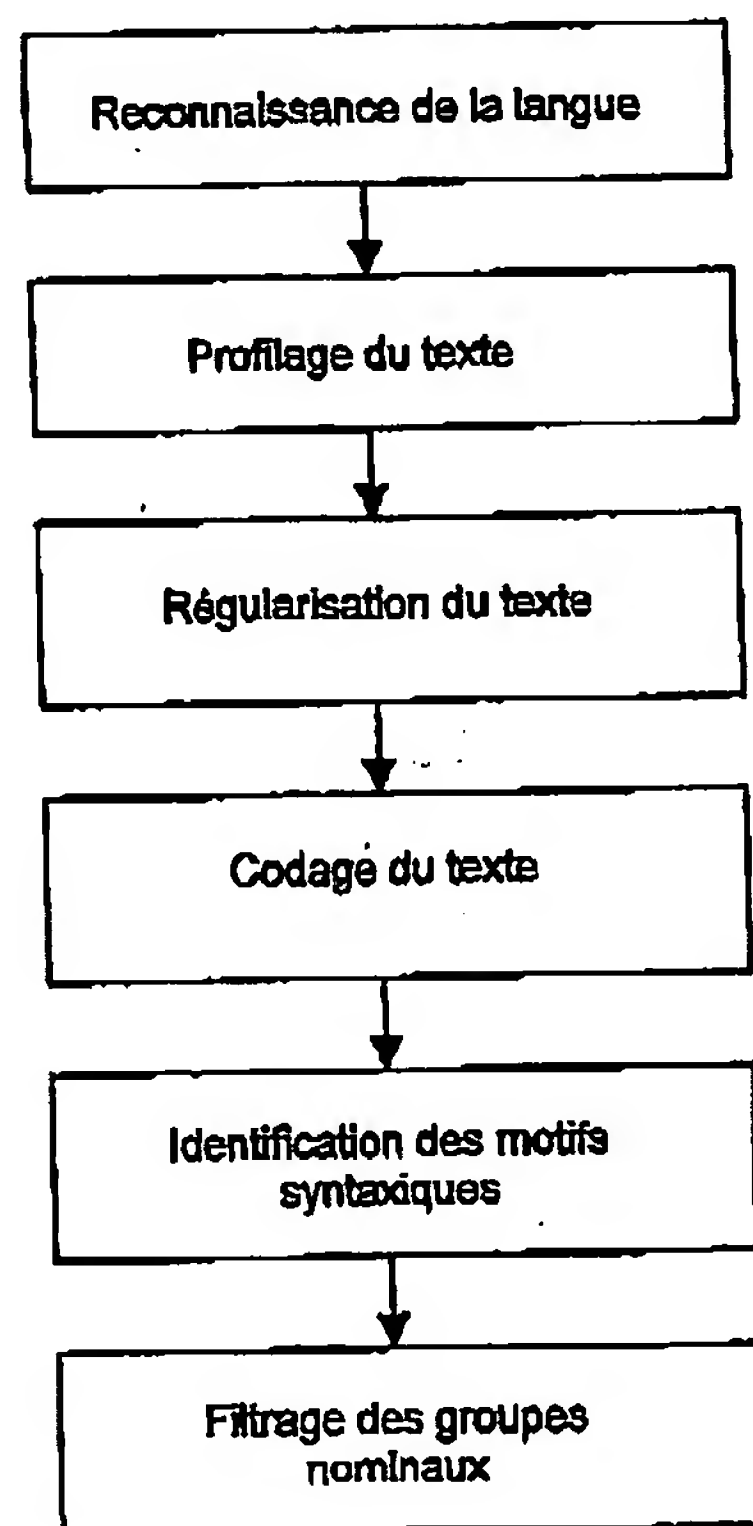 Reconnaissance de la langue
Profilage du texte
Régularisation du texte
Codage du texte
Identification des motifs
syntaxiques
Filtrage des groupes
nominaux